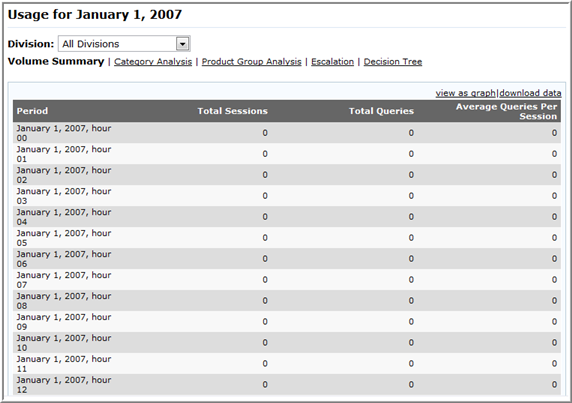 Usage for January 1, 2007
Division: All Divisions
Volume Summary | Category Analysis | Product Group Analysis | Escalation | Decision Tree
view as graph|download data
Period Total Sessions Total Queries Average Queries Per Session
January 1, 2007, hour 00 0 0 0
January 1, 2007, hour 01 0 0 0
January 1, 2007, hour 02 0 0 0
January 1, 2007, hour 03 0 0 0
January 1, 2007, hour 04 0 0 0
January 1, 2007, hour 05 0 0 0
January 1, 2007, hour 06 0 0 0
January 1, 2007, hour 07 0 0 0
January 1, 2007, hour 08 0 0 0
January 1, 2007, hour 09 0 0 0
January 1, 2007, hour 10 0 0 0
January 1, 2007, hour 11 0 0 0
January 1, 2007, hour 12 0 0 0